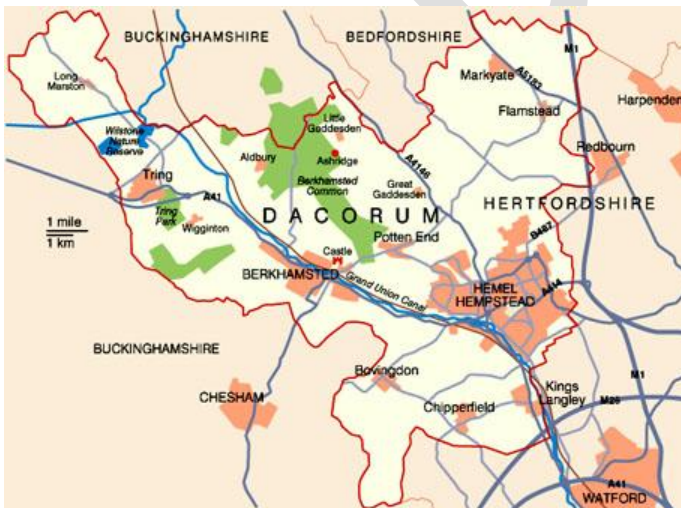 BUCKINGHAMSHIRE
BEDFORDSHIRE
M1
Long
Marston
Markyate
A5183
Harpenden
Flamstead
Wilstone
Nature
Reserve
Little
Gaddesden
A4146
Redbourn
Aldbury
Ashridge
Tring
Berkhamsted
Common
Great
Gaddesden
A41
HERTFORDSHIRE
1 mile
1 km
Tring
Park
Wigginton
DACORUM
B487
Potten End
Castle
BERKHAMSTED
Grand Union Canal
HEMEL
HEMPSTEAD
A414
BUCKINGHAMSHIRE
Bovingdon
M1
CHESHAM
Kings
Langley
M25
Chipperfield
A41
WATFORD